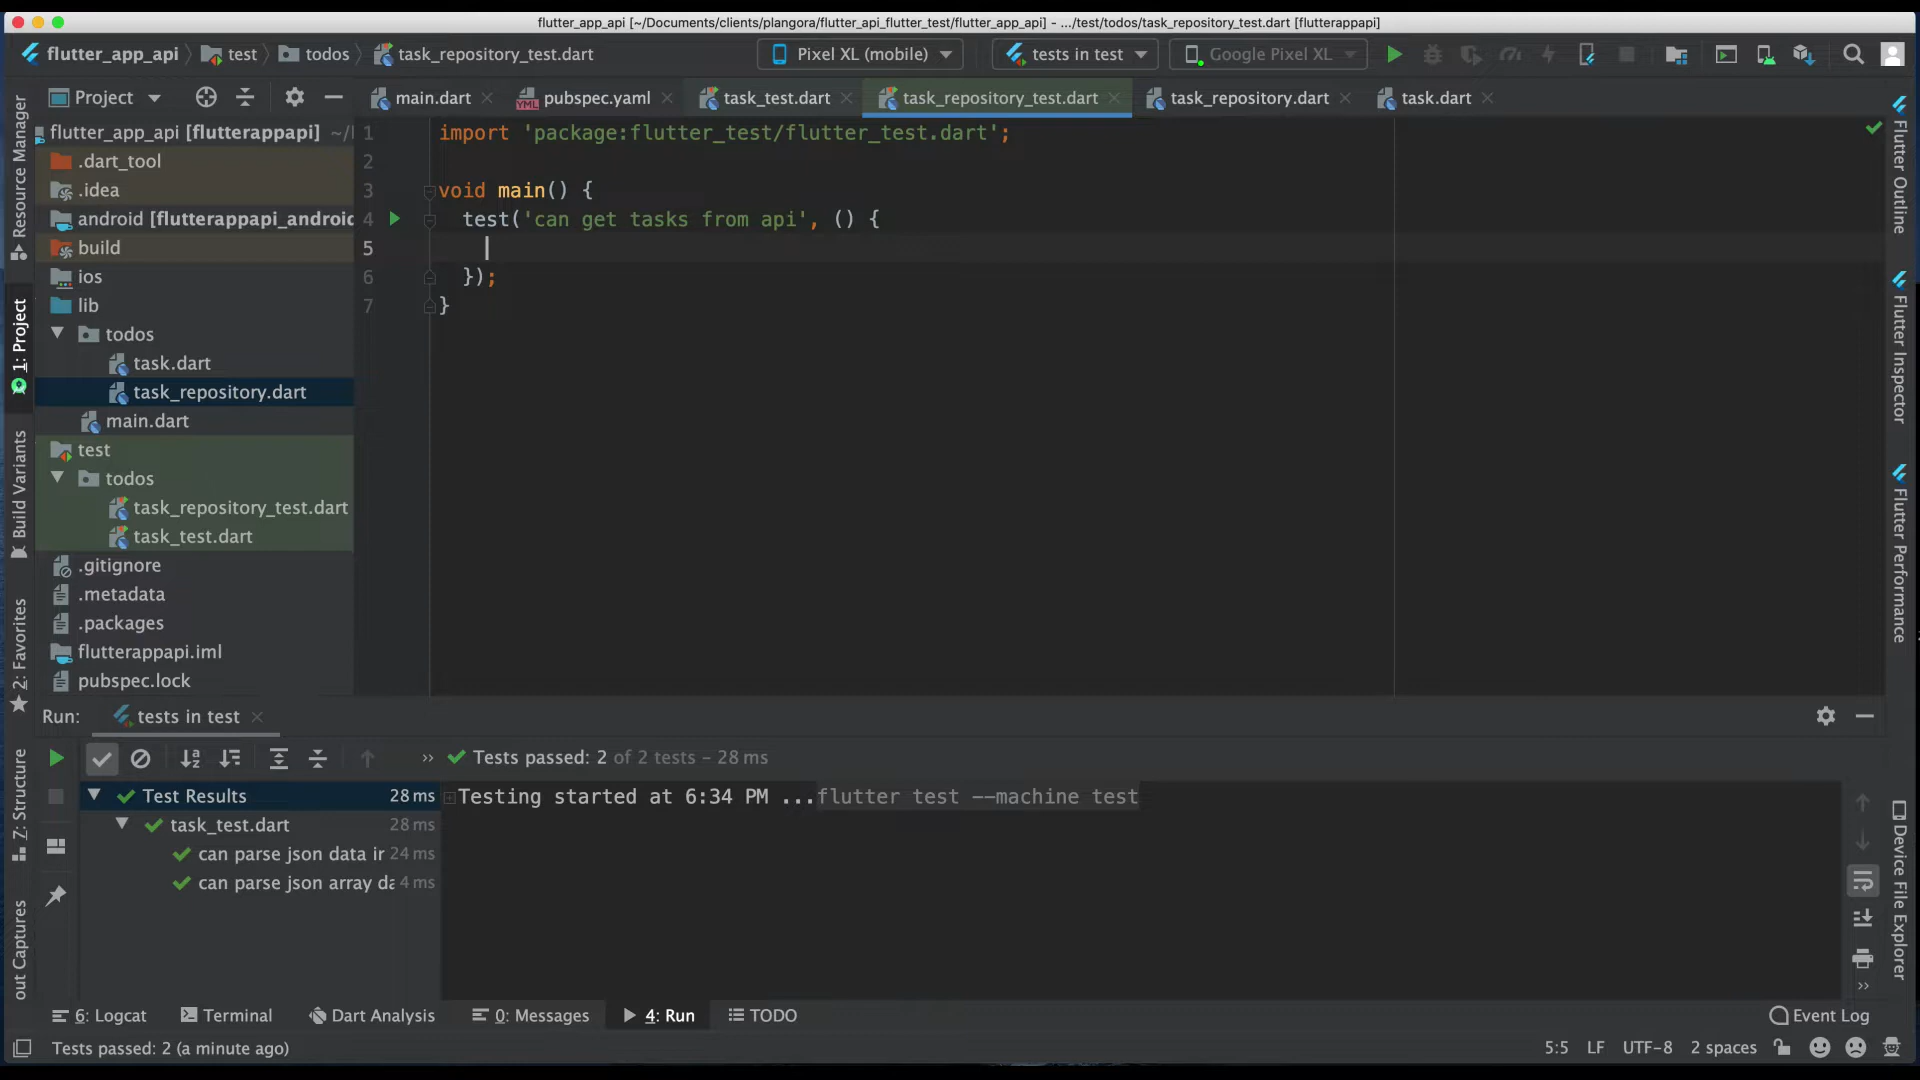 flutter_app_api [~/Documents/clients/plangora/flutter_api_flutter_test/flutter_app_api] - .../test/todos/task_repository_test.dart [flutterappapi]
flutter_app_api test todos task_repository_test.dart Pixel XL (mobile) tests in test Google Pixel XL
Project main.dart pubspec.yaml task_test.dart task_repository_test.dart task_repository.dart task.dart
flutter_app_api [flutterappapi] ~/
.dart_tool
.idea
android [flutterappapi_android
build
ios
lib
todos
task.dart
task_repository.dart
main.dart
test
todos
task_repository_test.dart
task_test.dart
.gitignore
.metadata
.packages
flutterappapi.iml
pubspec.lock
1 import 'package:flutter_test/flutter_test.dart';
2
3 void main() {
4 test('can get tasks from api', () {
5
6 });
7 }
Resource Manager
1: Project
Build Variants
2: Favorites
7: Structure
out Captures
Flutter Outline
Flutter Inspector
Flutter Performance
Device File Explorer
Run: tests in test
» Tests passed: 2 of 2 tests – 28 ms
Test Results 28 ms
task_test.dart 28 ms
can parse json data ir 24 ms
can parse json array da 4 ms
Testing started at 6:34 PM ...flutter test --machine test
6: Logcat Terminal Dart Analysis 0: Messages 4: Run TODO Event Log
Tests passed: 2 (a minute ago) 5:5 LF UTF-8 2 spaces